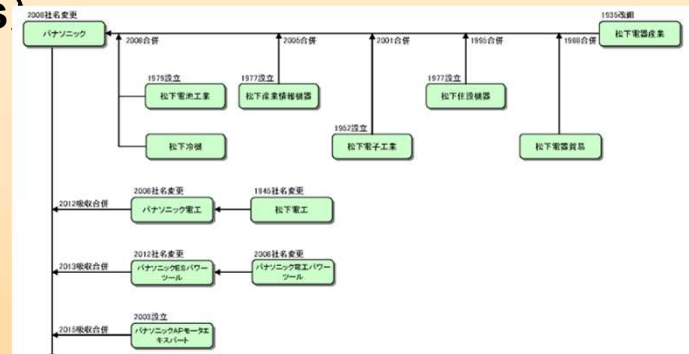 s)
2008社名変更
パナソニック
1935改組
松下電器産業
2008合併
2005合併
2001合併
1995合併
1988合併
1979設立
松下電池工業
1977設立
松下産業情報機器
1977設立
松下住設機器
松下冷機
1952設立
松下電子工業
松下電器貿易
2012吸収合併
2008社名変更
パナソニック電工
1945社名変更
松下電工
2013吸収合併
2012社名変更
パナソニックESパワー
ツール
2008社名変更
パナソニック電工パワー
ツール
2015吸収合併
2003設立
パナソニックAPモータエ
キスパート